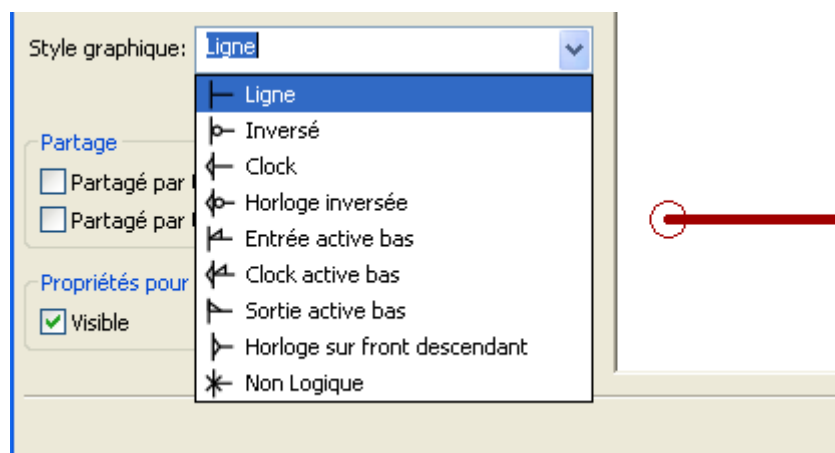 Style graphique: Ligne
Ligne
Inversé
Clock
Horloge inversée
Entrée active bas
Clock active bas
Sortie active bas
Horloge sur front descendant
Non Logique
Partage
Partagé par
Partagé par
Propriétés pour
Visible